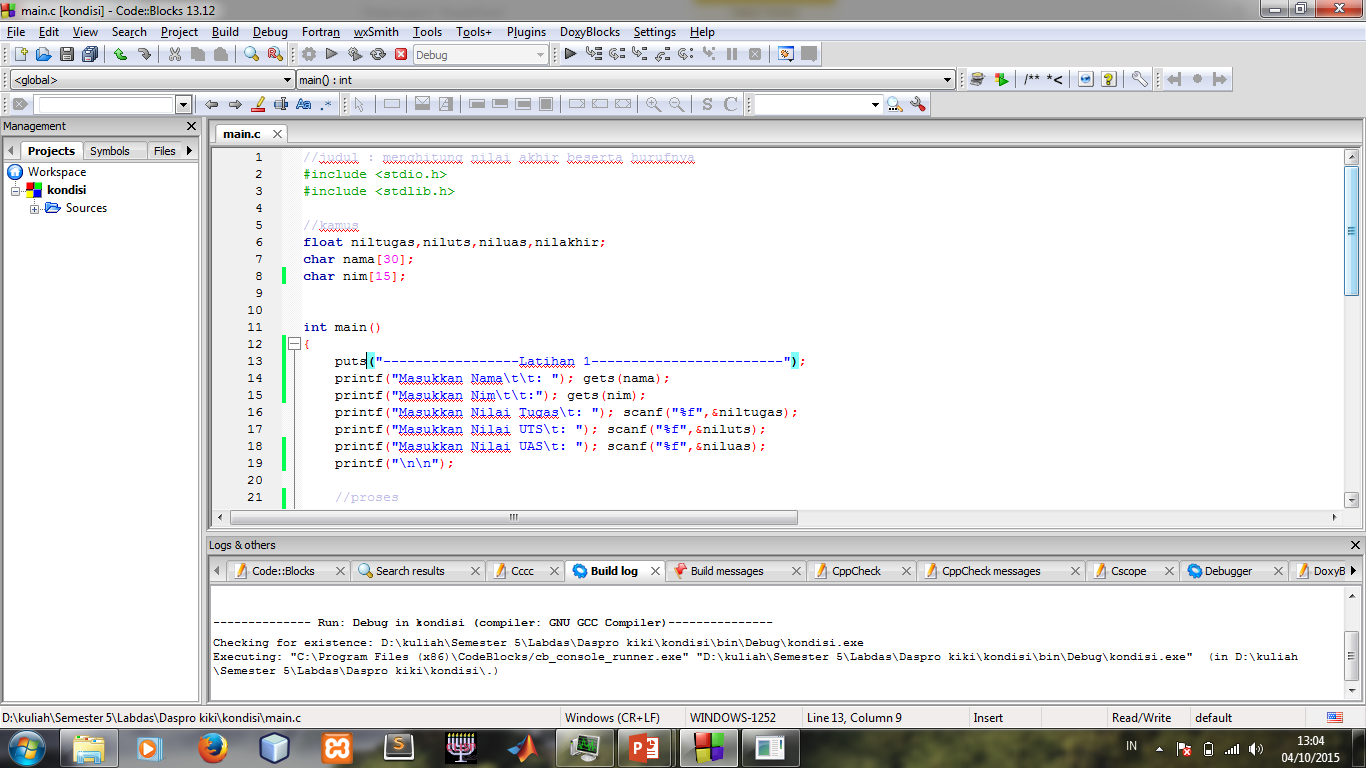 main.c [kondisi] - Code::Blocks 13.12
File Edit View Search Project Build Debug Fortran wxSmith Tools Tools+ Plugins DoxyBlocks Settings Help
Debug
<global> main() : int
/** *<
Management
Projects Symbols Files
Workspace
kondisi
Sources
main.c
1 //judul : menghitung nilai akhir beserta hurufnya
2 #include <stdio.h>
3 #include <stdlib.h>
4
5 //kamus
6 float niltugas,niluts,niluas,nilakhir;
7 char nama[30];
8 char nim[15];
9
10
11 int main()
12 {
13 puts("-----------------Latihan 1------------------------");
14 printf("Masukkan Nama\t\t: "); gets(nama);
15 printf("Masukkan Nim\t\t:"); gets(nim);
16 printf("Masukkan Nilai Tugas\t: "); scanf("%f",&niltugas);
17 printf("Masukkan Nilai UTS\t: "); scanf("%f",&niluts);
18 printf("Masukkan Nilai UAS\t: "); scanf("%f",&niluas);
19 printf("\n\n");
20
21 //proses
Logs & others
Code::Blocks Search results Cccc Build log Build messages CppCheck CppCheck messages Cscope Debugger DoxyB
-------------- Run: Debug in kondisi (compiler: GNU GCC Compiler)---------------
Checking for existence: D:\kuliah\Semester 5\Labdas\Daspro kiki\kondisi\bin\Debug\kondisi.exe
Executing: "C:\Program Files (x86)\CodeBlocks/cb_console_runner.exe" "D:\kuliah\Semester 5\Labdas\Daspro kiki\kondisi\bin\Debug\kondisi.exe"  (in D:\kuliah
\Semester 5\Labdas\Daspro kiki\kondisi\.)
D:\kuliah\Semester 5\Labdas\Daspro kiki\kondisi\main.c Windows (CR+LF) WINDOWS-1252 Line 13, Column 9 Insert Read/Write default
IN 13:04
04/10/2015